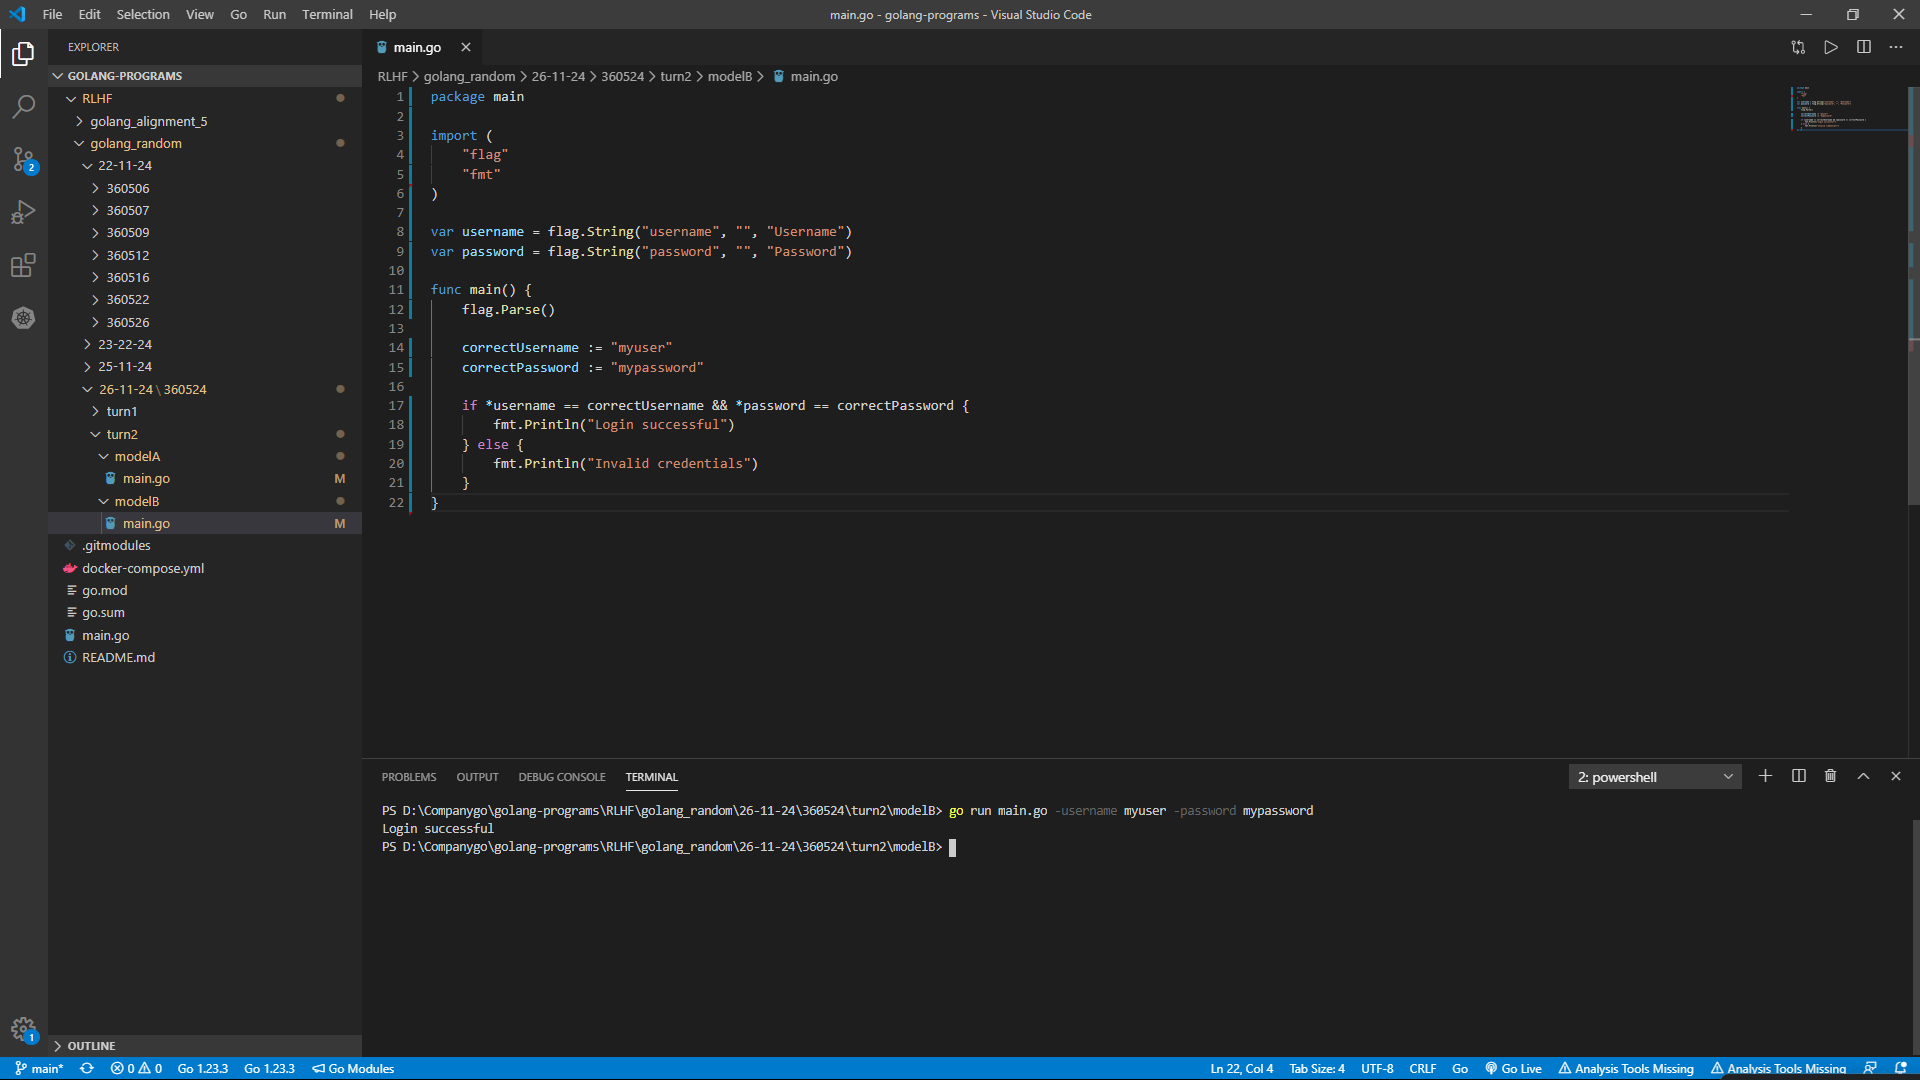 File Edit Selection View Go Run Terminal Help
main.go - golang-programs - Visual Studio Code
EXPLORER
GOLANG-PROGRAMS
RLHF
golang_alignment_5
golang_random
22-11-24
360506
360507
360509
360512
360516
360522
360526
23-22-24
25-11-24
26-11-24 \ 360524
turn1
turn2
modelA
main.go M
modelB
main.go M
.gitmodules
docker-compose.yml
go.mod
go.sum
main.go
README.md
OUTLINE
2
1
main.go
RLHF > golang_random > 26-11-24 > 360524 > turn2 > modelB > main.go
1 package main
2
3 import (
4 "flag"
5 "fmt"
6 )
7
8 var username = flag.String("username", "", "Username")
9 var password = flag.String("password", "", "Password")
10
11 func main() {
12 flag.Parse()
13
14 correctUsername := "myuser"
15 correctPassword := "mypassword"
16
17 if *username == correctUsername && *password == correctPassword {
18 fmt.Println("Login successful")
19 } else {
20 fmt.Println("Invalid credentials")
21 }
22 }
PROBLEMS OUTPUT DEBUG CONSOLE TERMINAL
2: powershell
PS D:\Companygo\golang-programs\RLHF\golang_random\26-11-24\360524\turn2\modelB> go run main.go -username myuser -password mypassword
Login successful
PS D:\Companygo\golang-programs\RLHF\golang_random\26-11-24\360524\turn2\modelB>
main* 0 0 Go 1.23.3 Go 1.23.3 Go Modules
Ln 22, Col 4 Tab Size: 4 UTF-8 CRLF Go Go Live Analysis Tools Missing Analysis Tools Missing